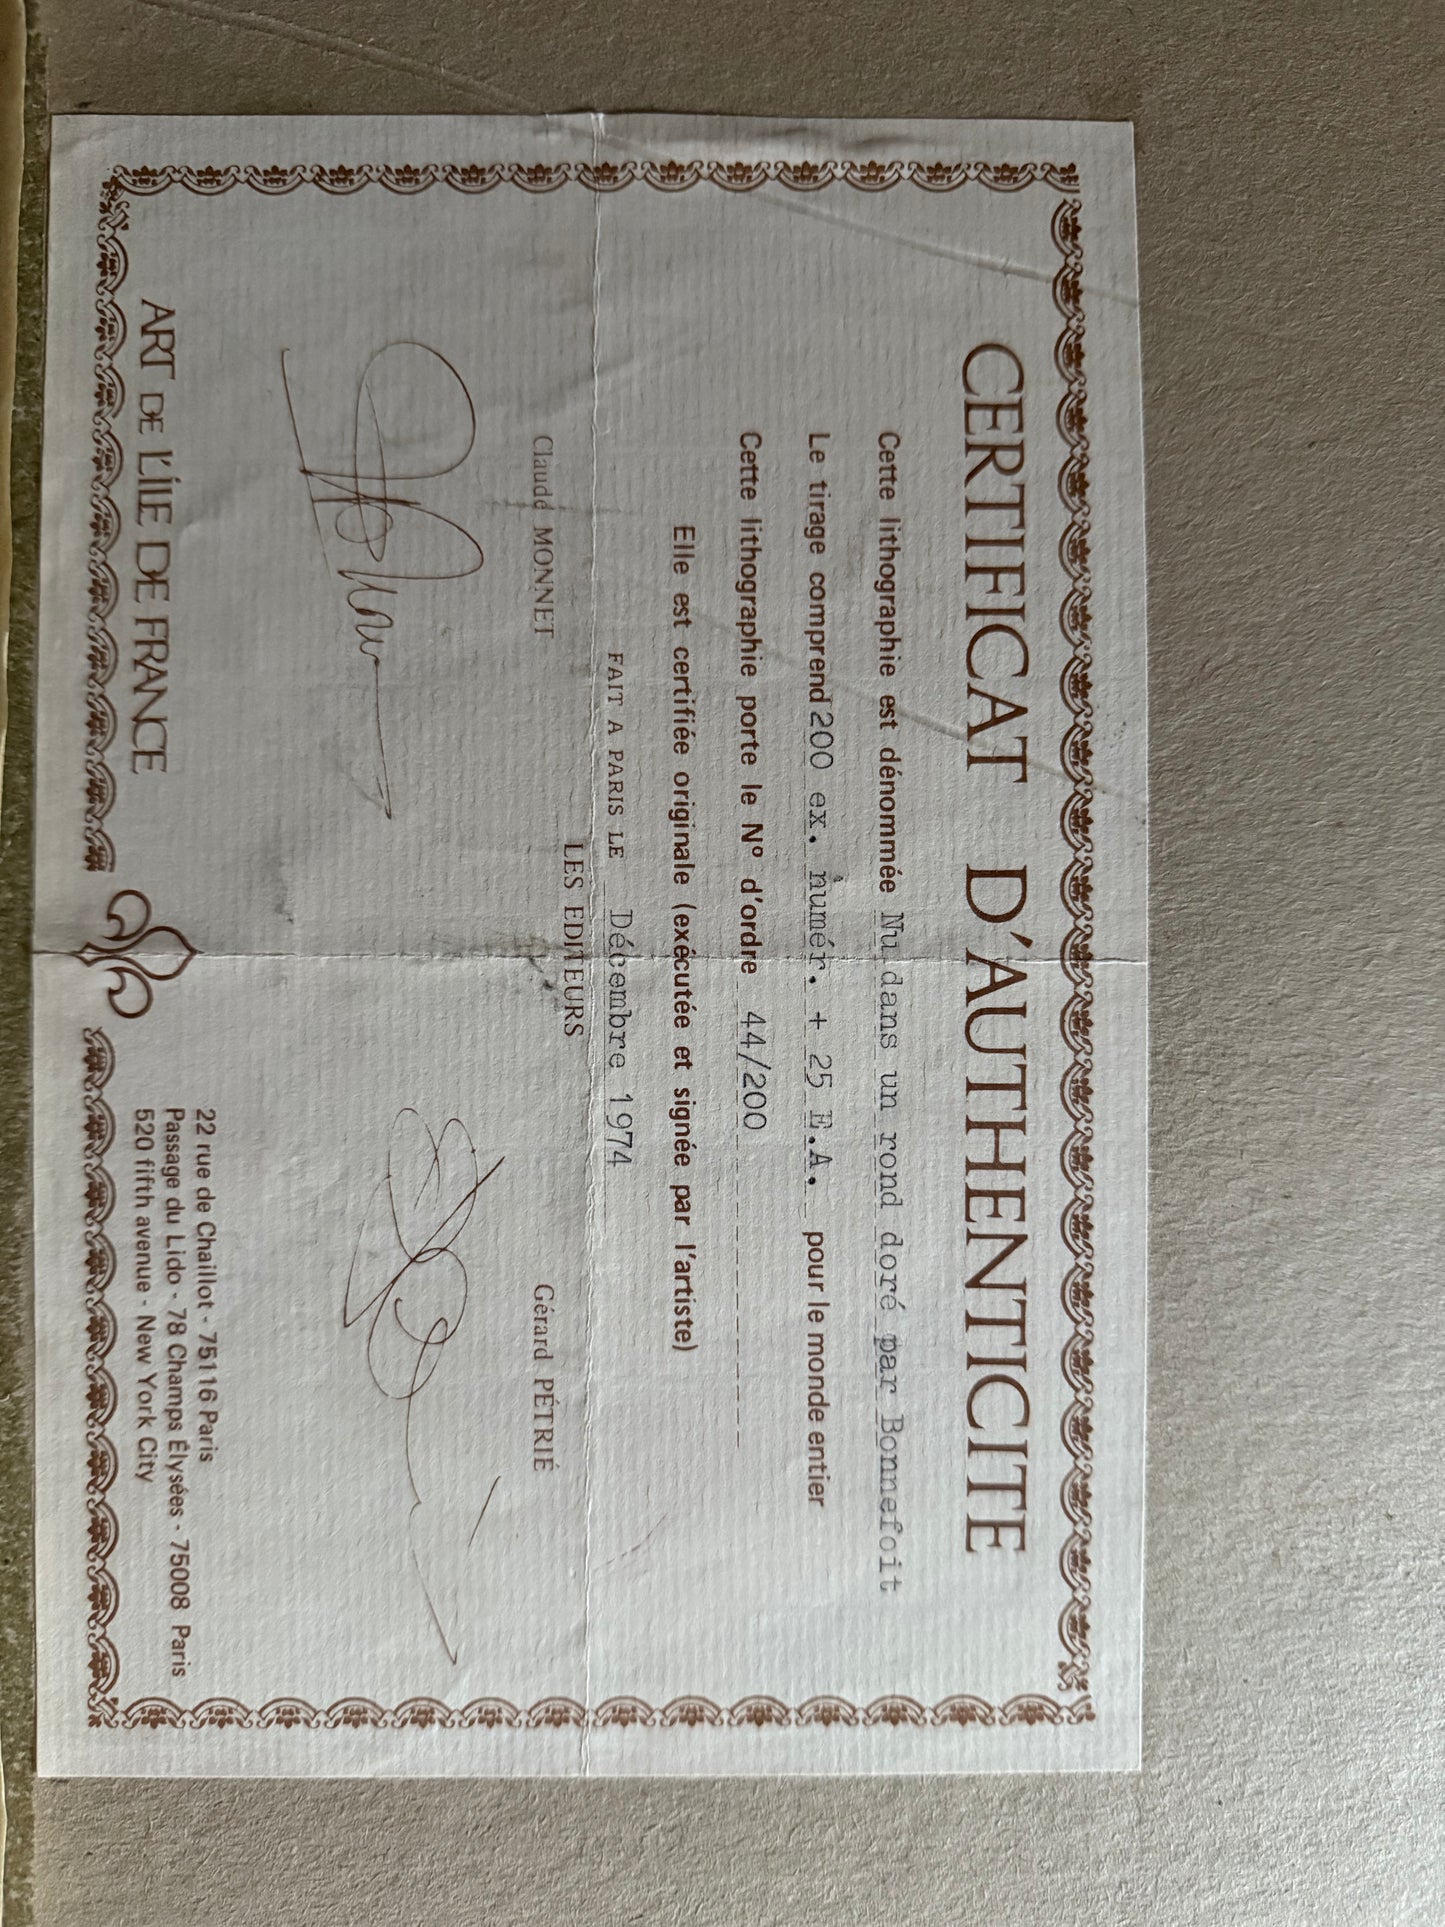 CERTIFICAT D'AUTHENTICITE
Cette lithographie est dénommée Nu dans un rond doré par Bonnefoit
Le tirage comprend 200 ex. numér. + 25 E.A. pour le monde entier
Cette lithographie porte le Nº d'ordre 44/200
Elle est certifiée originale (exécutée et signée par l'artiste)
FAIT A PARIS LE Décembre 1974
LES EDITEURS
Claude MONNET
Gérard PÉTRIÉ
ART DE L'ÎLE DE FRANCE
22 rue de Chaillot - 75116 Paris
Passage du Lido - 78 Champs Élysées - 75008 Paris
520 fifth avenue - New York City